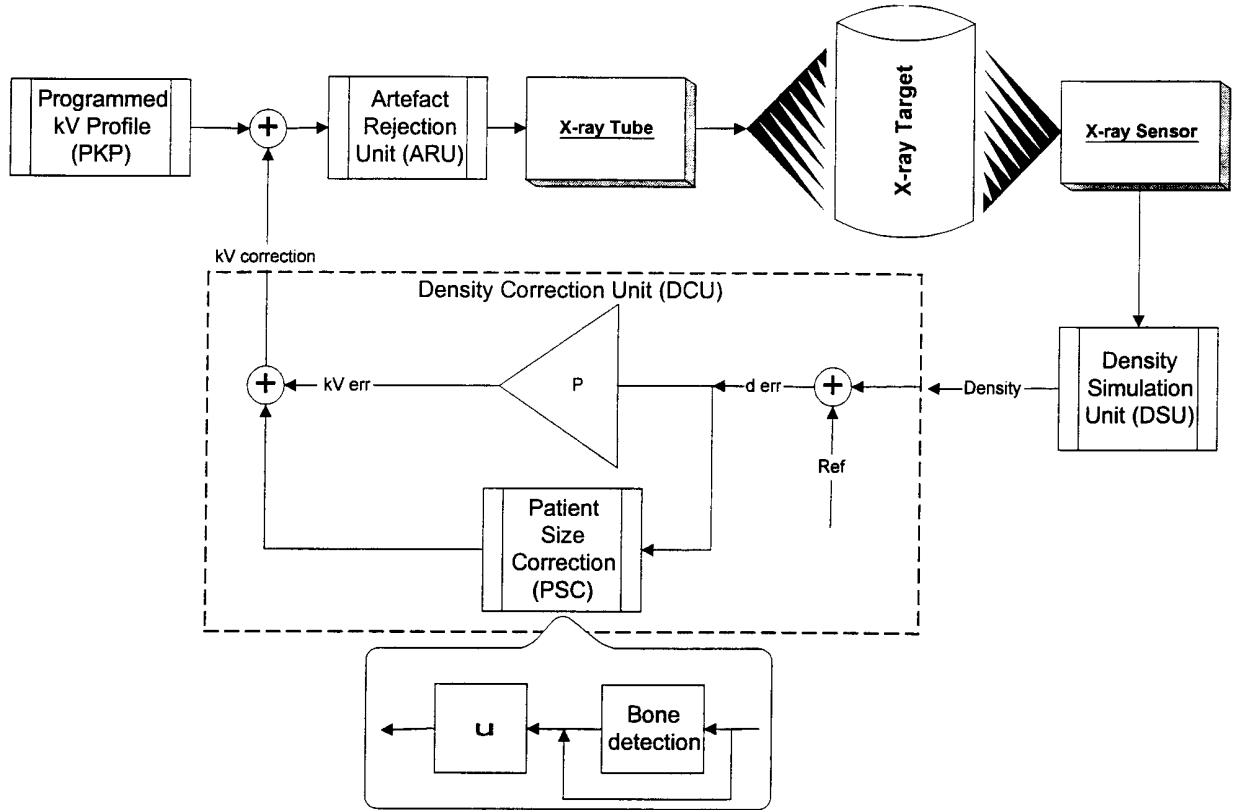 Programmed
kV Profile
(PKP)
+
Artefact
Rejection
Unit (ARU)
X-ray Tube
X-ray Target
X-ray Sensor
kV correction
Density Correction Unit (DCU)
+
kV err
P
d err
+
Density
Density
Simulation
Unit (DSU)
Ref
Patient
Size
Correction
(PSC)
u
Bone
detection